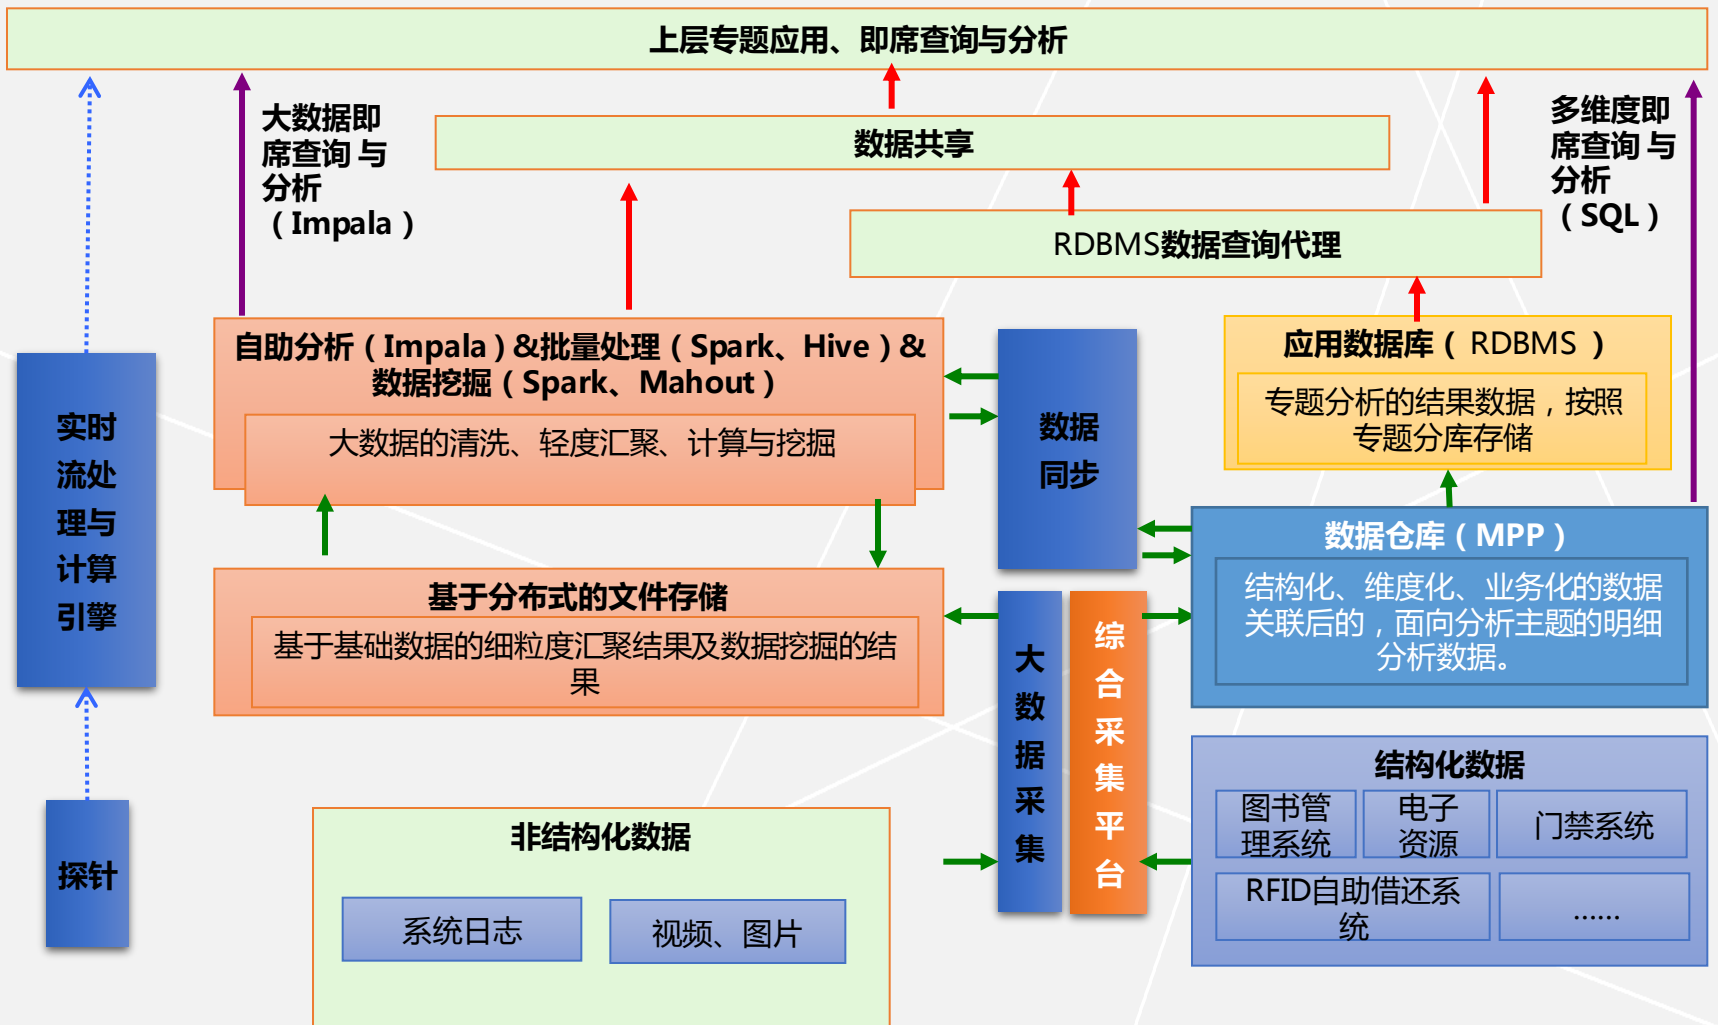 上层专题应用、即席查询与分析
大数据即
席查询 与
分析
（Impala）
多维度即
席查询 与
分析
（SQL）
数据共享
RDBMS数据查询代理
自助分析（Impala）&批量处理（Spark、Hive）&
数据挖掘（Spark、Mahout）
大数据的清洗、轻度汇聚、计算与挖掘
数据
同步
应用数据库（ RDBMS ）
专题分析的结果数据，按照
专题分库存储
实时
流处
理与
计算
引擎
数据仓库（MPP）
结构化、维度化、业务化的数据
关联后的，面向分析主题的明细
分析数据。
基于分布式的文件存储
基于基础数据的细粒度汇聚结果及数据挖掘的结
果
大
数
据
采
集
综
合
采
集
平
台
结构化数据
图书管
理系统
电子
资源
门禁系统
RFID自助借还系
统
......
探针
非结构化数据
系统日志
视频、图片